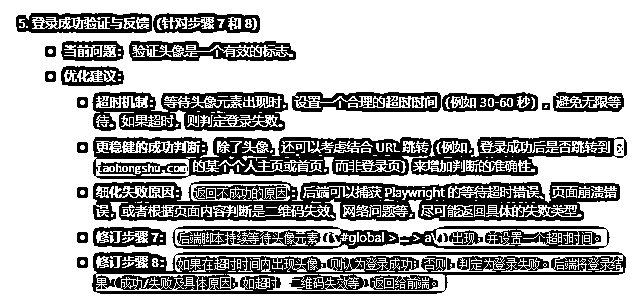 5. 登录成功验证与反馈（针对步骤 7 和 8）
当前问题：验证头像是一个有效的标志。
优化建议：
超时机制：等待头像元素出现时，设置一个合理的超时时间（例如 30-60 秒），避免无限等
待。如果超时，则判定登录失败。
更稳健的成功判断：除了头像，还可以考虑结合 URL 跳转（例如，登录成功后是否跳转到
iaohongshu.com 的某个个人主页或首页，而非登录页）来增加判断的准确性。
细化失败原因：返回不成功的原因：后端可以捕获 Playwright 的等待超时错误、页面崩溃错
误，或者根据页面内容判断是二维码失效、网络问题等，尽可能返回具体的失败类型。
修订步骤 7：后端脚本持续等待头像元素（#global > ... > a）出现，并设置一个超时时间。
修订步骤 8：如果在超时时间内出现头像，则认为登录成功；否则，判定为登录失败。后端将登录结
果（成功/失败及具体原因，如超时、二维码失效等）返回给前端。